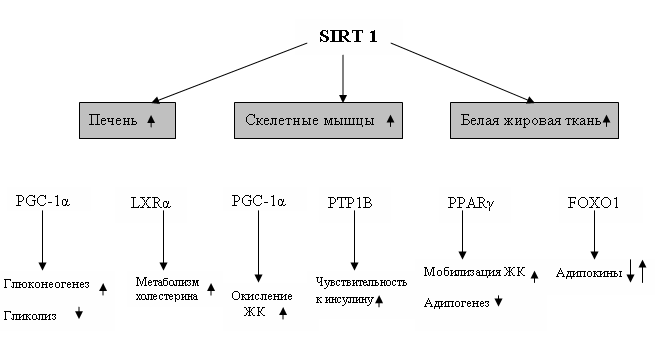 SIRT 1
Печень
Скелетные мышцы
Белая жировая ткань
PGC-1α
LXRα
PGC-1α
PTP1B
PPARγ
FOXO1
Глюконеогенез
Гликолиз
Метаболизм
холестерина
Окисление
ЖК
Чувствительность
к инсулину
Мобилизация ЖК
Адипогенез
Адипокины